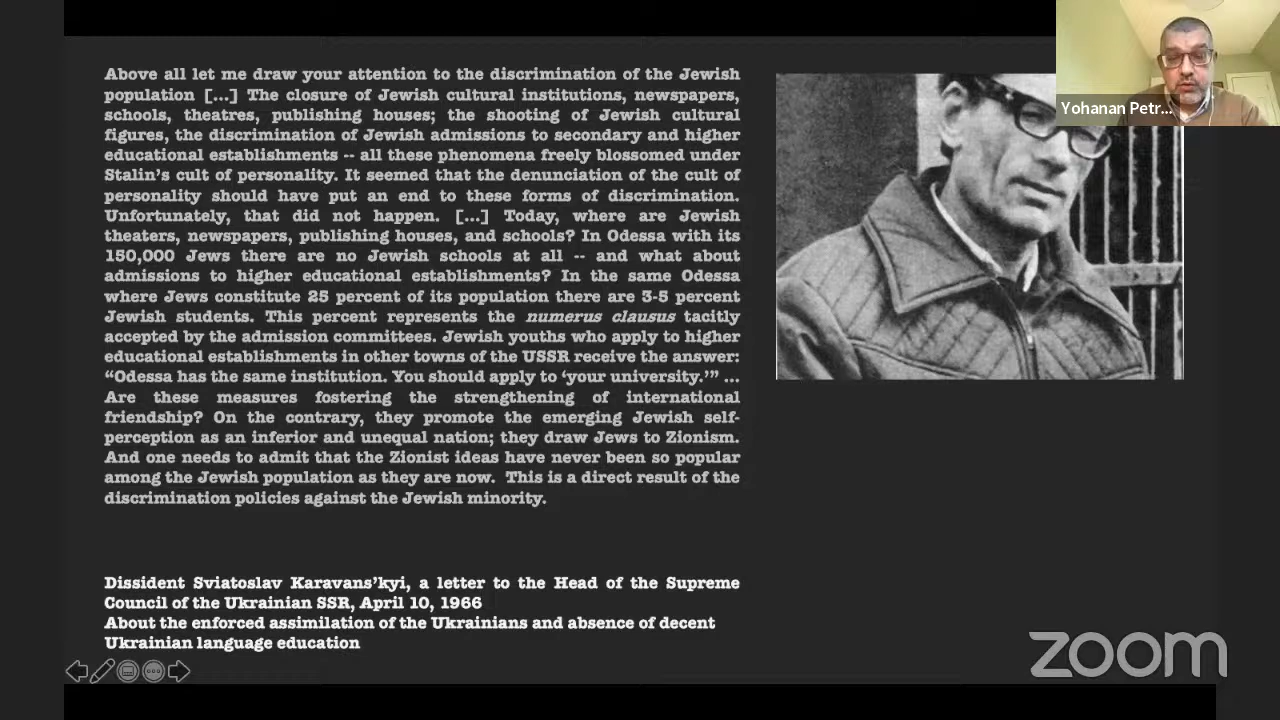 Above all let me draw your attention to the discrimination of the Jewish
population [...] The closure of Jewish cultural institutions, newspapers,
schools, theatres, publishing houses; the shooting of Jewish cultural
figures, the discrimination of Jewish admissions to secondary and higher
educational establishments -- all these phenomena freely blossomed under
Stalin's cult of personality. It seemed that the denunciation of the cult of
personality should have put an end to these forms of discrimination.
Unfortunately, that did not happen. [...] Today, where are Jewish
theaters, newspapers, publishing houses, and schools? In Odessa with its
150,000 Jews there are no Jewish schools at all -- and what about
admissions to higher educational establishments? In the same Odessa
where Jews constitute 25 percent of its population there are 3-5 percent
Jewish students. This percent represents the numerus clausus tacitly
accepted by the admission committees. Jewish youths who apply to higher
educational establishments in other towns of the USSR receive the answer:
“Odessa has the same institution. You should apply to ‘your university.’” ...
Are these measures fostering the strengthening of international
friendship? On the contrary, they promote the emerging Jewish self-
perception as an inferior and unequal nation; they draw Jews to Zionism.
And one needs to admit that the Zionist ideas have never been so popular
among the Jewish population as they are now. This is a direct result of the
discrimination policies against the Jewish minority.
Dissident Sviatoslav Karavans'kyi, a letter to the Head of the Supreme
Council of the Ukrainian SSR, April 10, 1966
About the enforced assimilation of the Ukrainians and absence of decent
Ukrainian language education
Yohanan Petr...
zoom